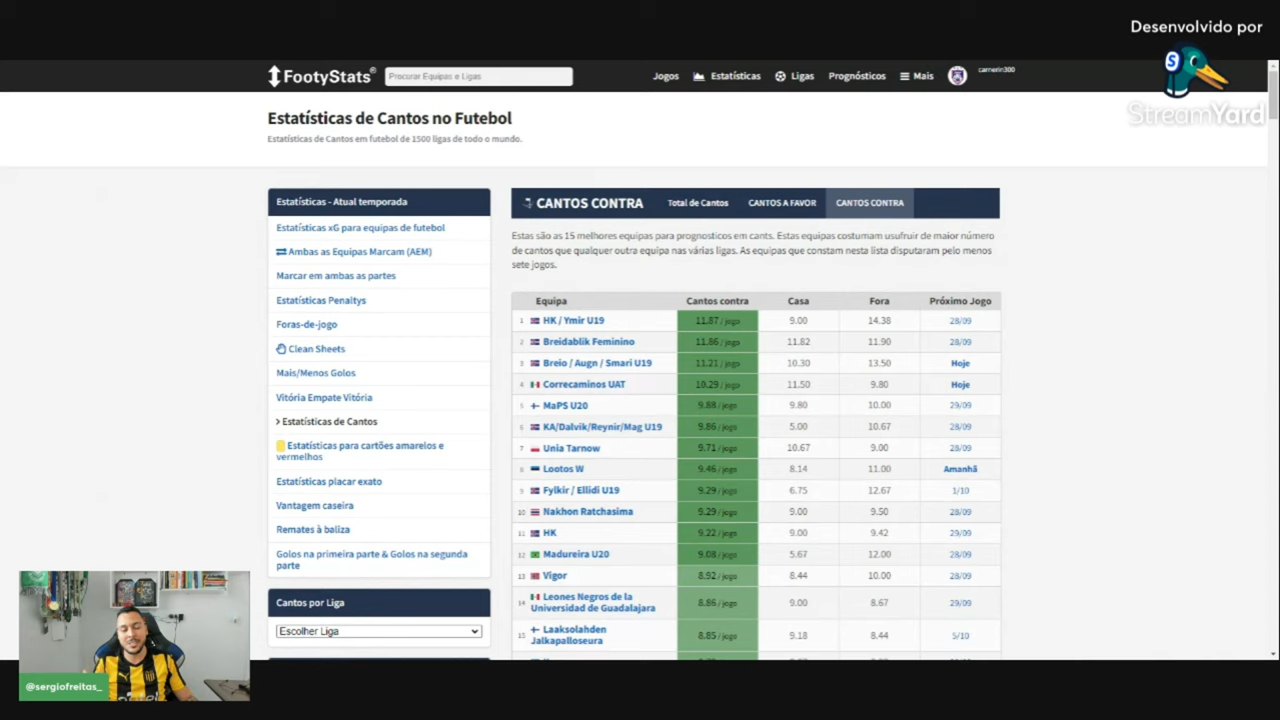 Desenvolvido por
StreamYard
FootyStats®
Procurar Equipas e Ligas
Jogos
Estatísticas
Ligas
Prognósticos
Mais
Estatísticas de Cantos no Futebol
Estatísticas de Cantos em futebol de 1500 ligas de todo o mundo.
Estatísticas - Atual temporada
Estatísticas xG para equipas de futebol
Ambas as Equipas Marcam (AEM)
Marcar em ambas as partes
Estatísticas Penaltys
Foras-de-jogo
Clean Sheets
Mais/Menos Golos
Vitória Empate Vitória
> Estatísticas de Cantos
Estatísticas para cartões amarelos e
vermelhos
Estatísticas placar exato
Vantagem caseira
Remates à baliza
Golos na primeira parte & Golos na segunda
parte
Cantos por Liga
Escolher Liga
CANTOS CONTRA Total de Cantos CANTOS A FAVOR CANTOS CONTRA
Estas são as 15 melhores equipas para prognosticos em cants. Estas equipas costumam usufruir de maior número
de cantos que qualquer outra equipa nas várias ligas. As equipas que constam nesta lista disputaram pelo menos
sete jogos.
Equipa Cantos contra Casa Fora Próximo Jogo
1 HK / Ymir U19 11.87 / jogo 9.00 14.38 28/09
2 Breidablik Feminino 11.86 / jogo 11.82 11.90 28/09
3 Breio / Augn / Smari U19 11.21 / jogo 10.30 13.50 Hoje
4 Correcaminos UAT 10.29 / jogo 11.50 9.80 Hoje
5 MaPS U20 9.88 / jogo 9.80 10.00 29/09
6 KA/Dalvik/Reynir/Mag U19 9.86 / jogo 5.00 10.67 28/09
7 Unia Tarnow 9.71 / jogo 10.67 9.00 28/09
8 Lootos W 9.46 / jogo 8.14 11.00 Amanhã
9 Fylkir / Ellidi U19 9.29 / jogo 6.75 12.67 1/10
10 Nakhon Ratchasima 9.29 / jogo 9.00 9.50 28/09
11 HK 9.22 / jogo 9.00 9.42 29/09
12 Madureira U20 9.08 / jogo 5.67 12.00 28/09
13 Vigor 8.92 / jogo 8.44 10.00 28/09
14 Leones Negros de la
Universidad de Guadalajara 8.86 / jogo 9.00 8.67 29/09
15 Laaksolahden
Jalkapalloseura 8.85 / jogo 9.18 8.44 5/10
@sergiofreitas_